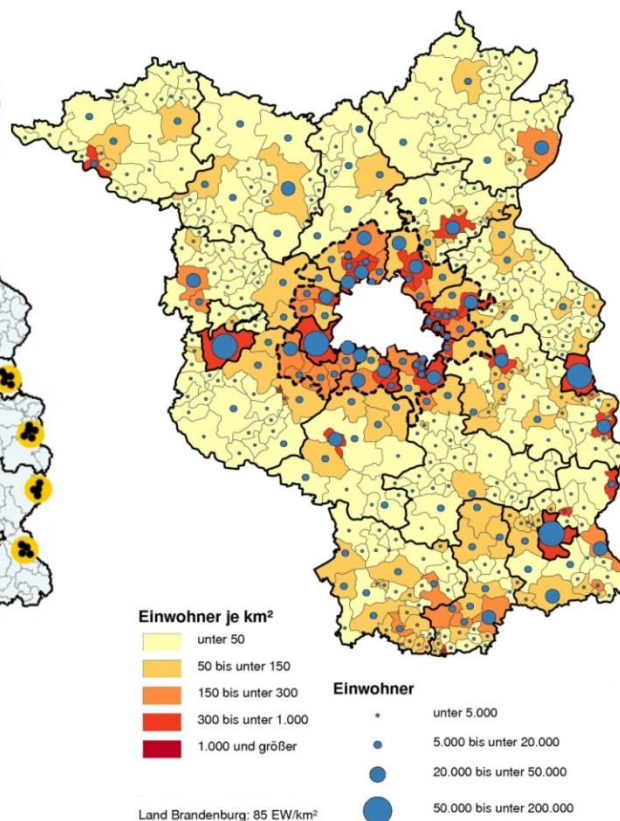 Einwohner je km²
unter 50
50 bis unter 150
150 bis unter 300
300 bis unter 1.000
1.000 und größer
Land Brandenburg: 85 EW/km²
Einwohner
unter 5.000
5.000 bis unter 20.000
20.000 bis unter 50.000
50.000 bis unter 200.000